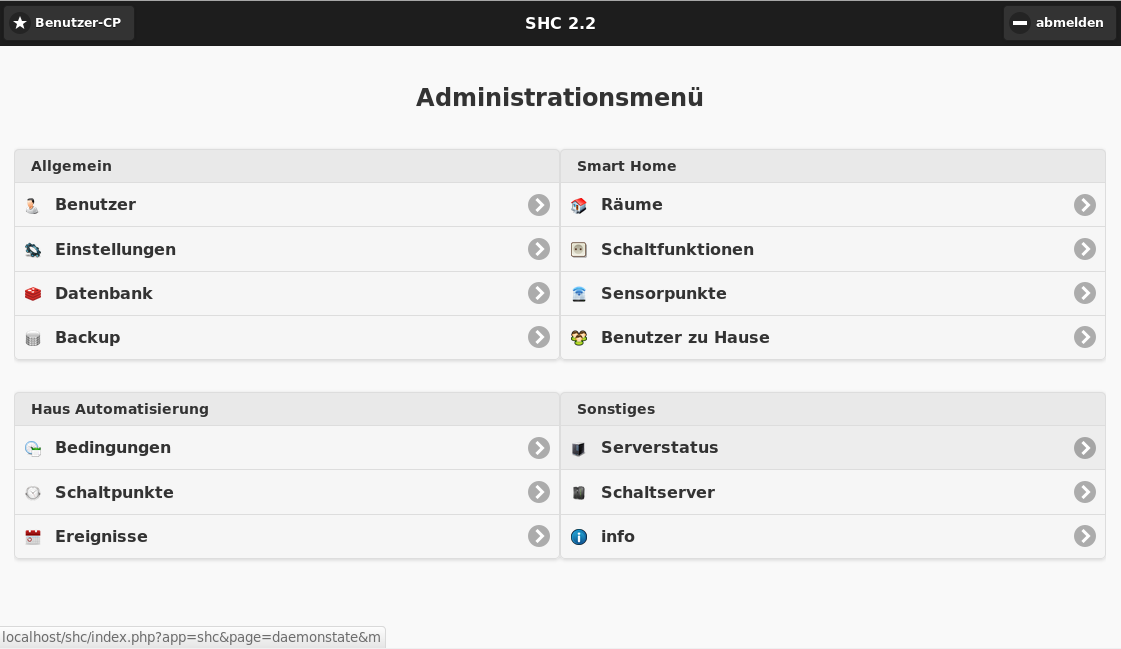 Benutzer-CP
SHC 2.2
abmelden
Administrationsmenü
Allgemein
Benutzer
Einstellungen
Datenbank
Backup
Smart Home
Räume
Schaltfunktionen
Sensorpunkte
Benutzer zu Hause
Haus Automatisierung
Bedingungen
Schaltpunkte
Ereignisse
Sonstiges
Serverstatus
Schaltserver
info
localhost/shc/index.php?app=shc&page=daemonstate&m